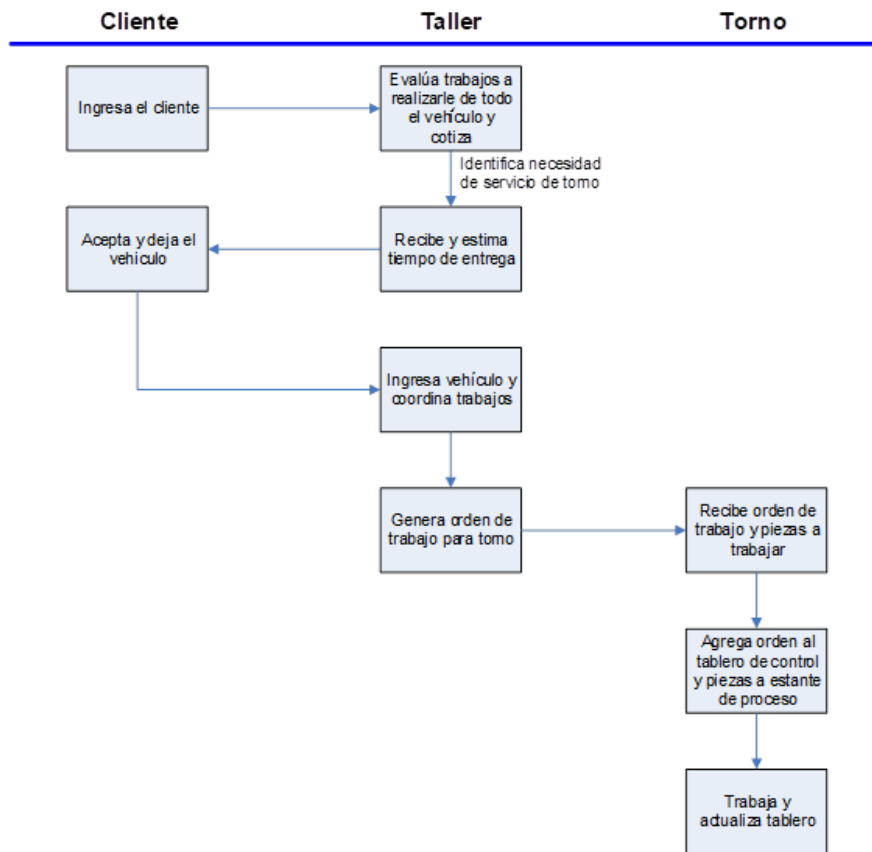 Cliente Taller Torno
Ingresa el cliente
Evalúa trabajos a
realizarle de todo
el vehículo y
cotiza
Identifica necesidad
de servicio de torno
Acepta y deja el
vehículo
Recibe y estima
tiempo de entrega
Ingresa vehículo y
coordina trabajos
Genera orden de
trabajo para torno
Recibe orden de
trabajo y piezas a
trabajar
Agrega orden al
tablero de control
y piezas a estante
de proceso
Trabaja y
actualiza tablero